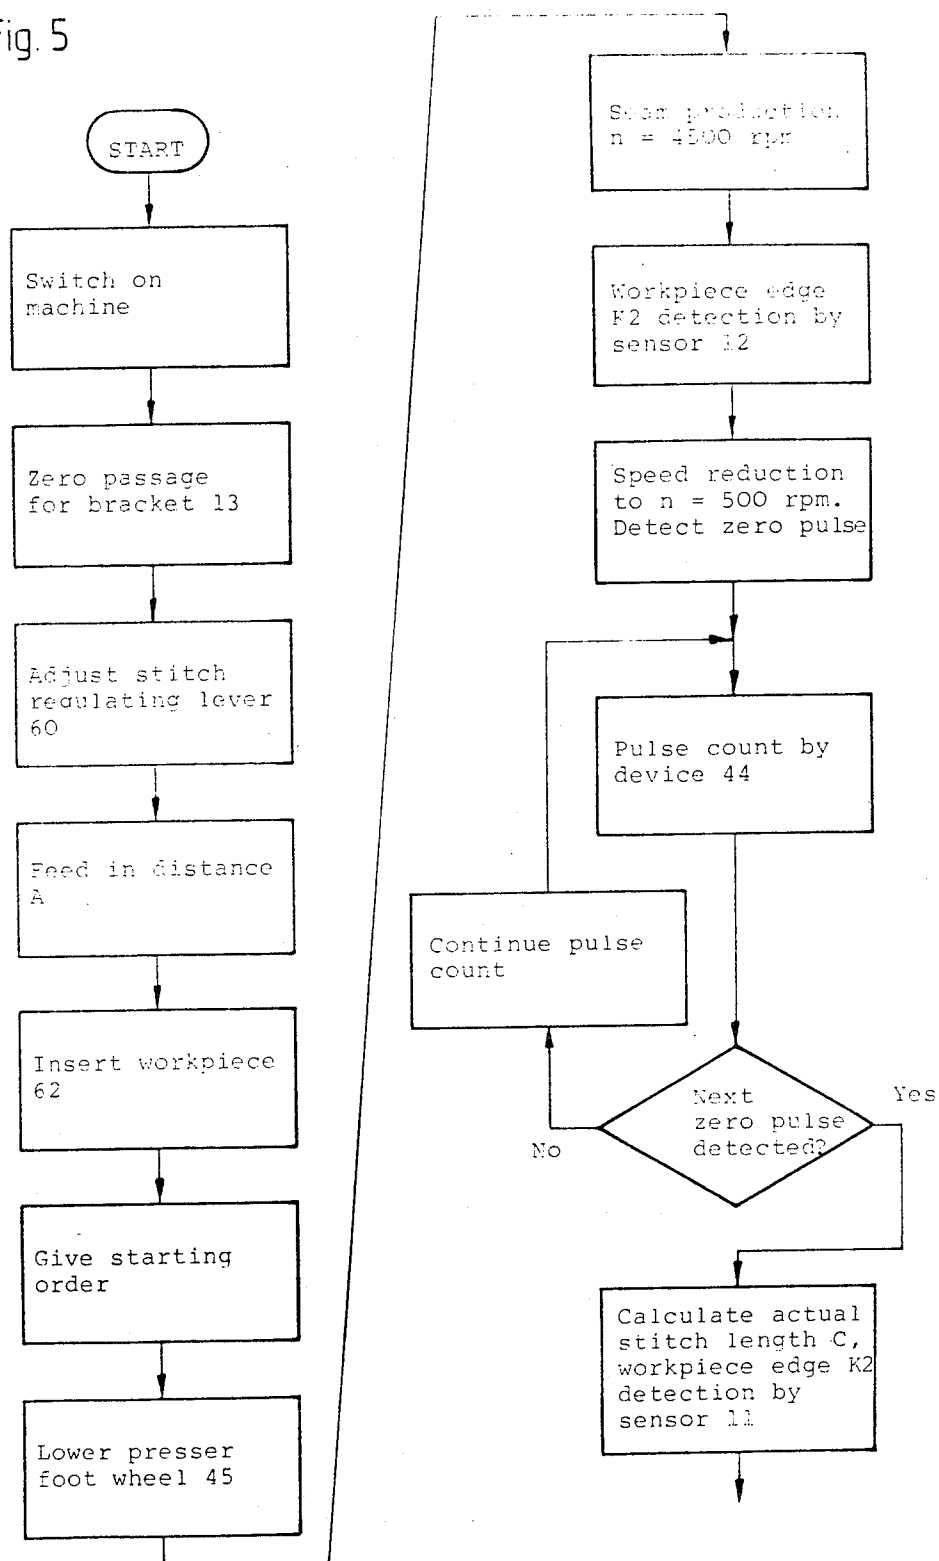 Fig. 5
START
Switch on
machine
Zero passage
for bracket 13
Adjust stitch
regulating lever
60
Feed in distance
A
Insert workpiece
62
Give starting
order
Lower presser
foot wheel 45
Seam production
n = 4500 rpm
Workpiece edge
K2 detection by
sensor 12
Speed reduction
to n = 500 rpm.
Detect zero pulse
Pulse count by
device 44
Continue pulse
count
Next
zero pulse
detected?
Yes
No
Calculate actual
stitch length C,
workpiece edge K2
detection by
sensor 11